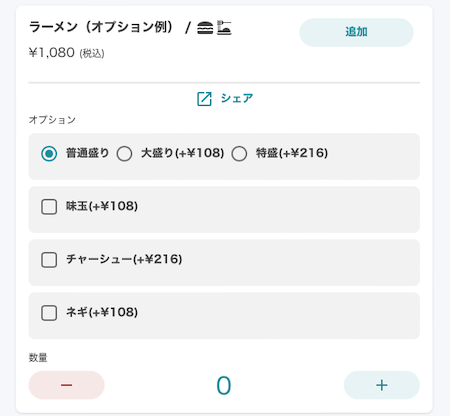 ラーメン（オプション例） /
追加
¥1,080 (税込)
シェア
オプション
普通盛り 大盛り(+¥108) 特盛(+¥216)
味玉(+¥108)
チャーシュー(+¥216)
ネギ(+¥108)
数量
− 0 +